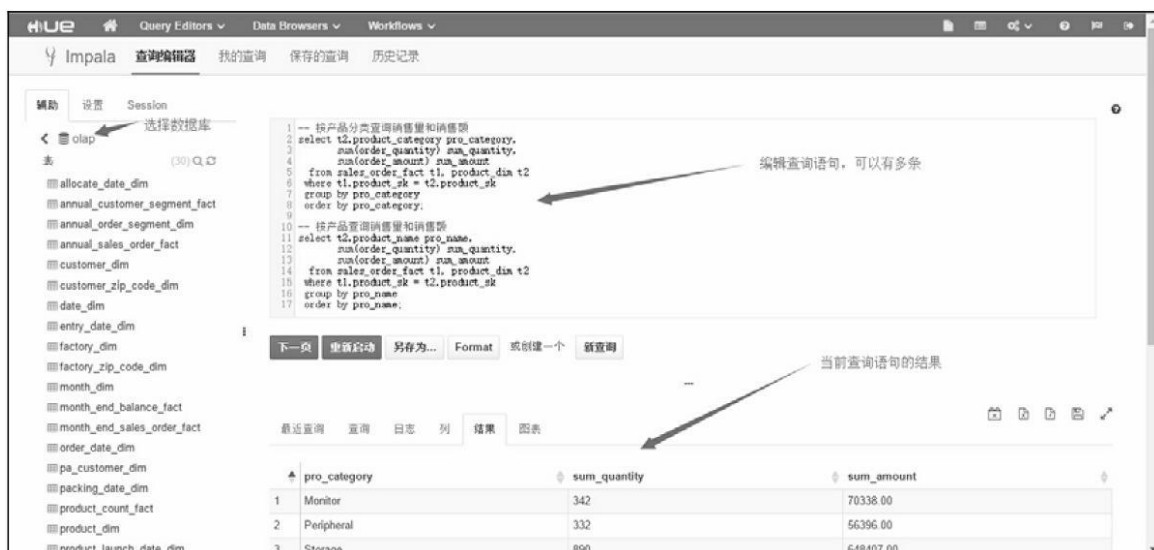 HUE Query Editors Data Browsers Workflows
Impala 查询编辑器 我的查询 保存的查询 历史记录
辅助 设置 Session
选择数据库
olap
表 (30)
allocate_date_dim
annual_customer_segment_fact
annual_order_segment_dim
annual_sales_order_fact
customer_dim
customer_zip_code_dim
date_dim
entry_date_dim
factory_dim
factory_zip_code_dim
month_dim
month_end_balance_fact
month_end_sales_order_fact
order_date_dim
pa_customer_dim
packing_date_dim
product_count_fact
product_dim
product_launch_date_dim
1 -- 按产品分类查询销售量和销售额
2 select t2.product_category pro_category,
3 sum(order_quantity) sum_quantity,
4 sum(order_amount) sum_amount
5 from sales_order_fact t1, product_dim t2
6 where t1.product_sk = t2.product_sk
7 group by pro_category
8 order by pro_category;
9
10 -- 按产品查询销售量和销售额
11 select t2.product_name pro_name,
12 sum(order_quantity) sum_quantity,
13 sum(order_amount) sum_amount
14 from sales_order_fact t1, product_dim t2
15 where t1.product_sk = t2.product_sk
16 group by pro_name
17 order by pro_name;
编辑查询语句，可以有多条
下一页 重新启动 另存为... Format 或创建一个 新查询
当前查询语句的结果
最近查询 查询 日志 列 结果 图表
pro_category sum_quantity sum_amount
1 Monitor 342 70338.00
2 Peripheral 332 56396.00
3 Storage 890 648407.00